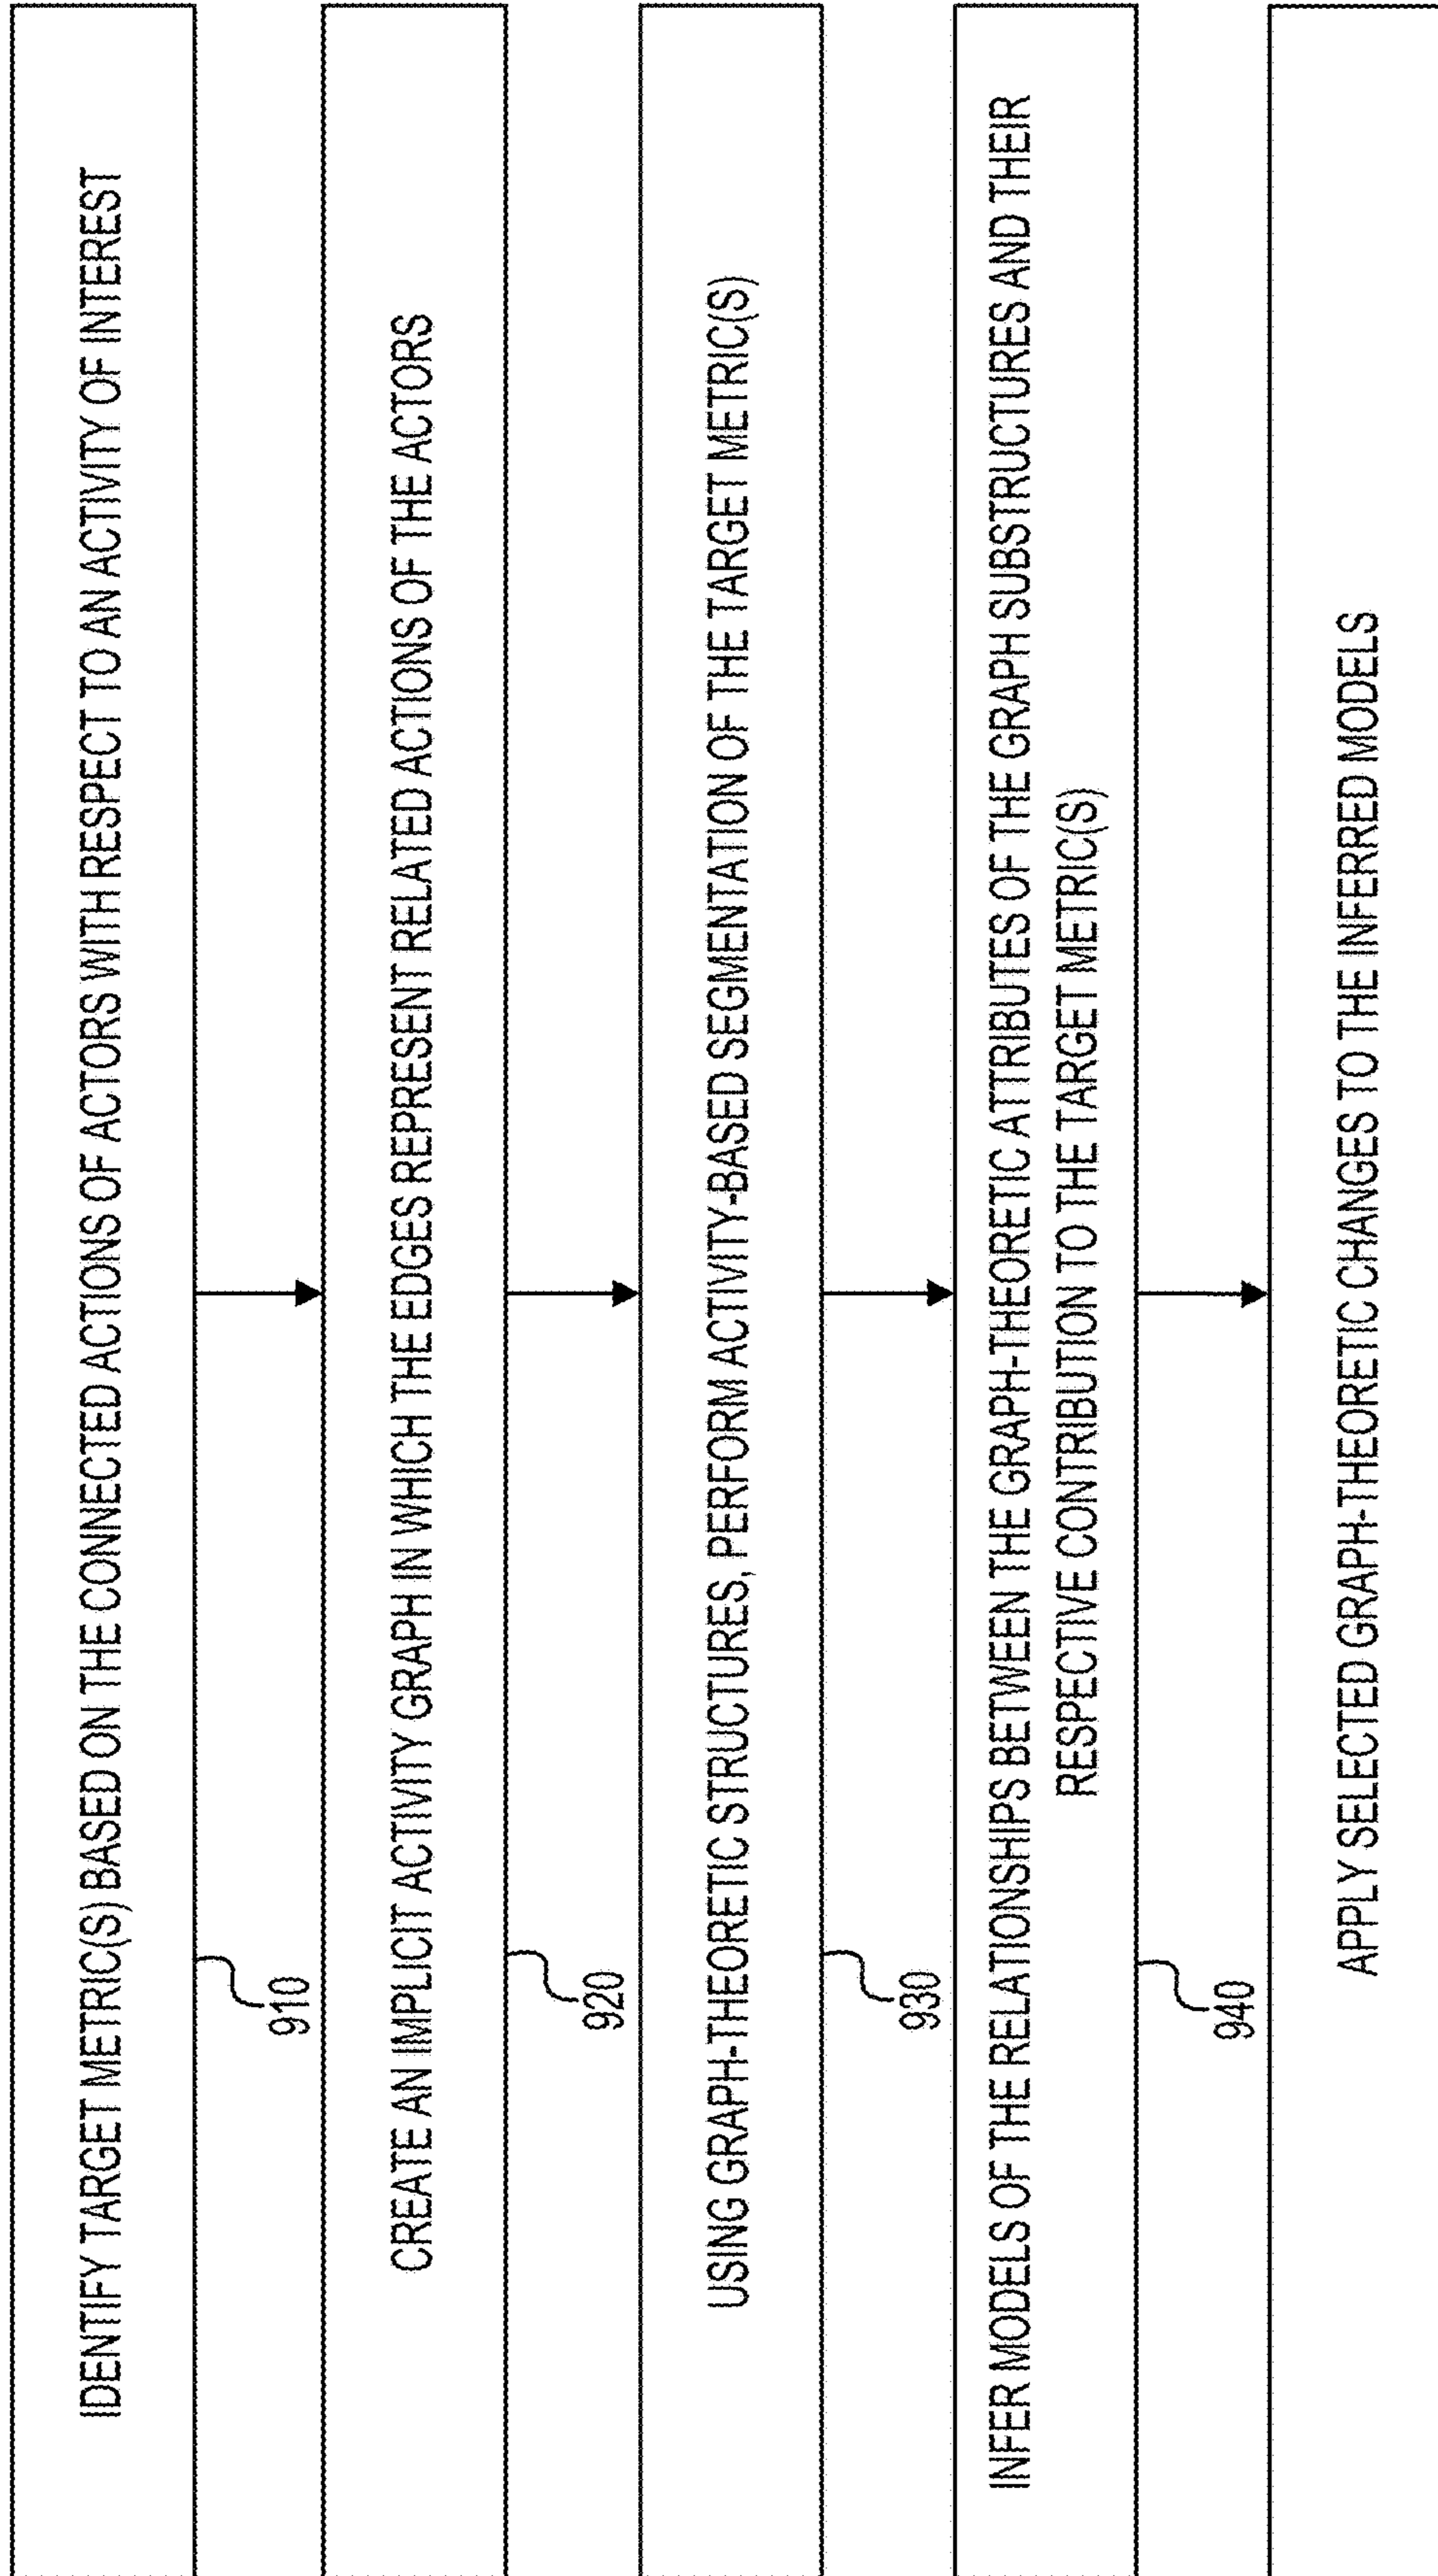 IDENTIFY TARGET METRIC(S) BASED ON THE CONNECTED ACTIONS OF ACTORS WITH RESPECT TO AN ACTIVITY OF INTEREST
910
CREATE AN IMPLICIT ACTIVITY GRAPH IN WHICH THE EDGES REPRESENT RELATED ACTIONS OF THE ACTORS
920
USING GRAPH-THEORETIC STRUCTURES, PERFORM ACTIVITY-BASED SEGMENTATION OF THE TARGET METRIC(S)
930
INFER MODELS OF THE RELATIONSHIPS BETWEEN THE GRAPH-THEORETIC ATTRIBUTES OF THE GRAPH SUBSTRUCTURES AND THEIR
RESPECTIVE CONTRIBUTION TO THE TARGET METRIC(S)
940
APPLY SELECTED GRAPH-THEORETIC CHANGES TO THE INFERRED MODELS